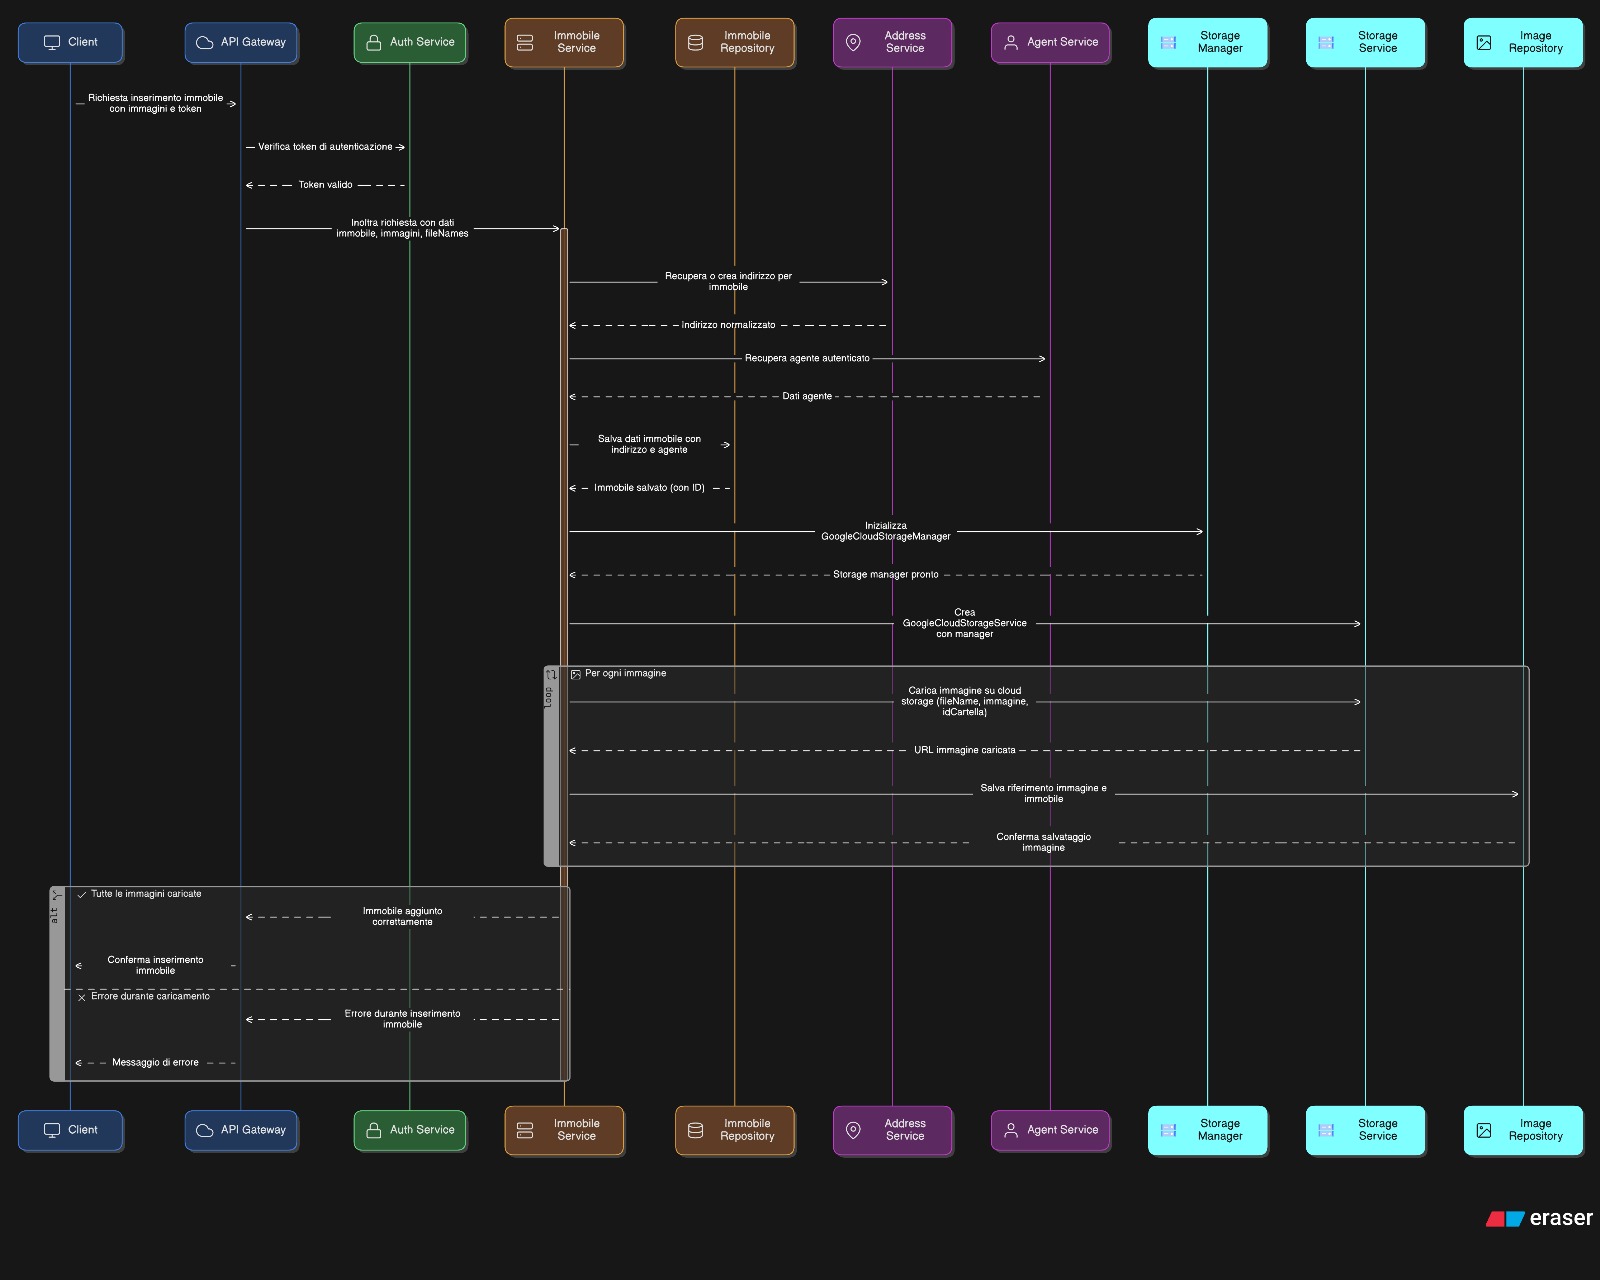 Client
API Gateway
Auth Service
Immobile
Service
Immobile
Repository
Address
Service
Agent Service
Storage
Manager
Storage
Service
Image
Repository
Richiesta inserimento immobile
con immagini e token
Verifica token di autenticazione
Token valido
Inoltra richiesta con dati
immobile, immagini, fileNames
Recupera o crea indirizzo per
immobile
Indirizzo normalizzato
Recupera agente autenticato
Dati agente
Salva dati immobile con
indirizzo e agente
Immobile salvato (con ID)
Inizializza
GoogleCloudStorageManager
Storage manager pronto
Crea
GoogleCloudStorageService
con manager
loop
Per ogni immagine
Carica immagine su cloud
storage (fileName, immagine,
idCartella)
URL immagine caricata
Salva riferimento immagine e
immobile
Conferma salvataggio
immagine
alt
Tutte le immagini caricate
Immobile aggiunto
correttamente
Conferma inserimento
immobile
Errore durante caricamento
Errore durante inserimento
immobile
Messaggio di errore
Client
API Gateway
Auth Service
Immobile
Service
Immobile
Repository
Address
Service
Agent Service
Storage
Manager
Storage
Service
Image
Repository
eraser